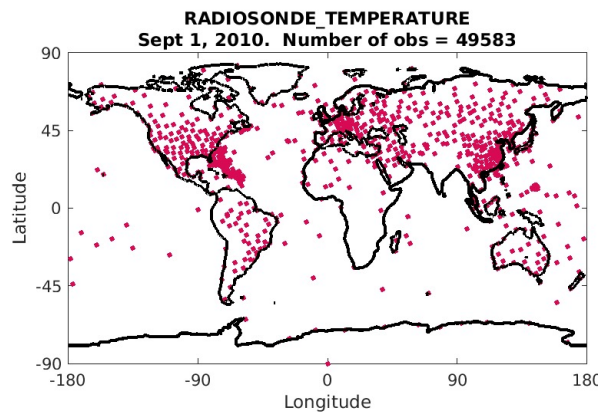 RADIOSONDE_TEMPERATURE
Sept 1, 2010.  Number of obs = 49583
90
45
0
-45
-90
Latitude
-180
-90
0
90
180
Longitude